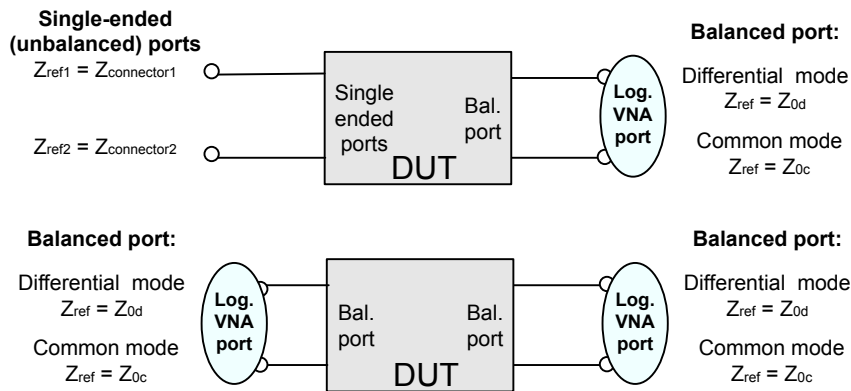 Single-ended
(unbalanced) ports
Zref1 = Zconnector1
Zref2 = Zconnector2
Single
ended
ports
Bal.
port
DUT
Log.
VNA
port
Balanced port:
Differential mode
Zref = Z0d
Common mode
Zref = Z0c
Balanced port:
Differential mode
Zref = Z0d
Common mode
Zref = Z0c
Log.
VNA
port
Bal.
port
Bal.
port
DUT
Log.
VNA
port
Balanced port:
Differential mode
Zref = Z0d
Common mode
Zref = Z0c